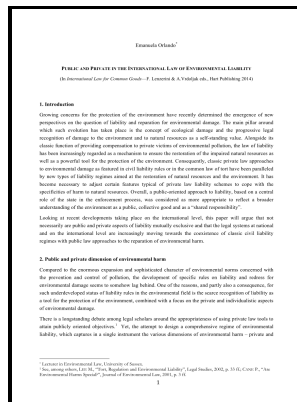 Emanuela Orlando¹
PUBLIC AND PRIVATE IN THE INTERNATIONAL LAW OF ENVIRONMENTAL LIABILITY
(In International Law for Common Goods – F. Lenzerini & A.Vrdoljak eds., Hart Publishing 2014)
1. Introduction
Growing concerns for the protection of the environment have recently determined the emergence of new
perspectives on the question of liability and reparation for environmental damage. The main pillar around
which such evolution has taken place is the concept of ecological damage and the progressive legal
recognition of damage to the environment and to natural resources as a self-standing value. Alongside its
classic function of providing compensation to private victims of environmental pollution, the law of liability
has been increasingly regarded as a mechanism to ensure the restoration of the impaired natural resources as
well as a powerful tool for the protection of the environment. Consequently, classic private law approaches
to environmental damage as featured in civil liability rules or in the common law of tort have been paralleled
by new types of liability regimes aimed at the restoration of natural resources and the environment. It has
become necessary to adjust certain features typical of private law liability schemes to cope with the
specificities of harm to natural resources. Overall, a public-oriented approach to liability, based on a central
role of the state in the enforcement process, was considered as more appropriate to reflect a broader
understanding of the environment as a public, collective good and as a “shared responsibility”.
Looking at recent developments taking place on the international level, this paper will argue that not
necessarily are public and private aspects of liability mutually exclusive and that the legal systems at national
and on the international level are increasingly moving towards the coexistence of classic civil liability
regimes with public law approaches to the reparation of environmental harm.
2. Public and private dimension of environmental harm
Compared to the enormous expansion and sophisticated character of environmental norms concerned with
the prevention and control of pollution, the development of specific rules on liability and redress for
environmental damage seems to somehow lag behind. One of the reasons, and partly also a consequence, for
such underdeveloped status of liability rules in the environmental field is the scarce recognition of liability as
a tool for the protection of the environment, combined with a focus on the private and individualistic aspects
of environmental damage.
There is a longstanding debate among legal scholars around the appropriateness of using private law tools to
attain publicly oriented objectives.² Yet, the attempt to design a comprehensive regime of environmental
liability, which captures in a single instrument the various dimensions of environmental harm – private and
¹ Lecturer in Environmental Law, University of Sussex.
² See, among others, LEE M., “Tort, Regulation and Environmental Liability”, Legal Studies, 2002, p. 33 ff; CANE P., “Are
Environmental Harms Special?”, Journal of Environmental Law, 2001, p. 3 ff.
1